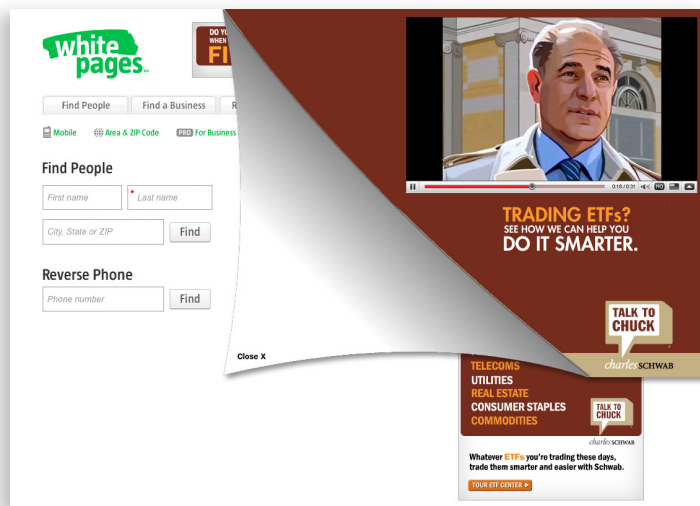 white
pages
DO YO
WHEN
FI
Find People
Find a Business
R
Mobile
Area & ZIP Code
PRO For Business
Find People
First name
* Last name
City, State or ZIP
Find
Reverse Phone
Phone number
Find
Close X
0:16 / 0:31
HQ
TRADING ETFs?
SEE HOW WE CAN HELP YOU
DO IT SMARTER.
TALK TO
CHUCK
charles SCHWAB
TELECOMS
UTILITIES
REAL ESTATE
CONSUMER STAPLES
COMMODITIES
TALK TO
CHUCK
charles SCHWAB
Whatever ETFs you're trading these days,
trade them smarter and easier with Schwab.
TOUR ETF CENTER